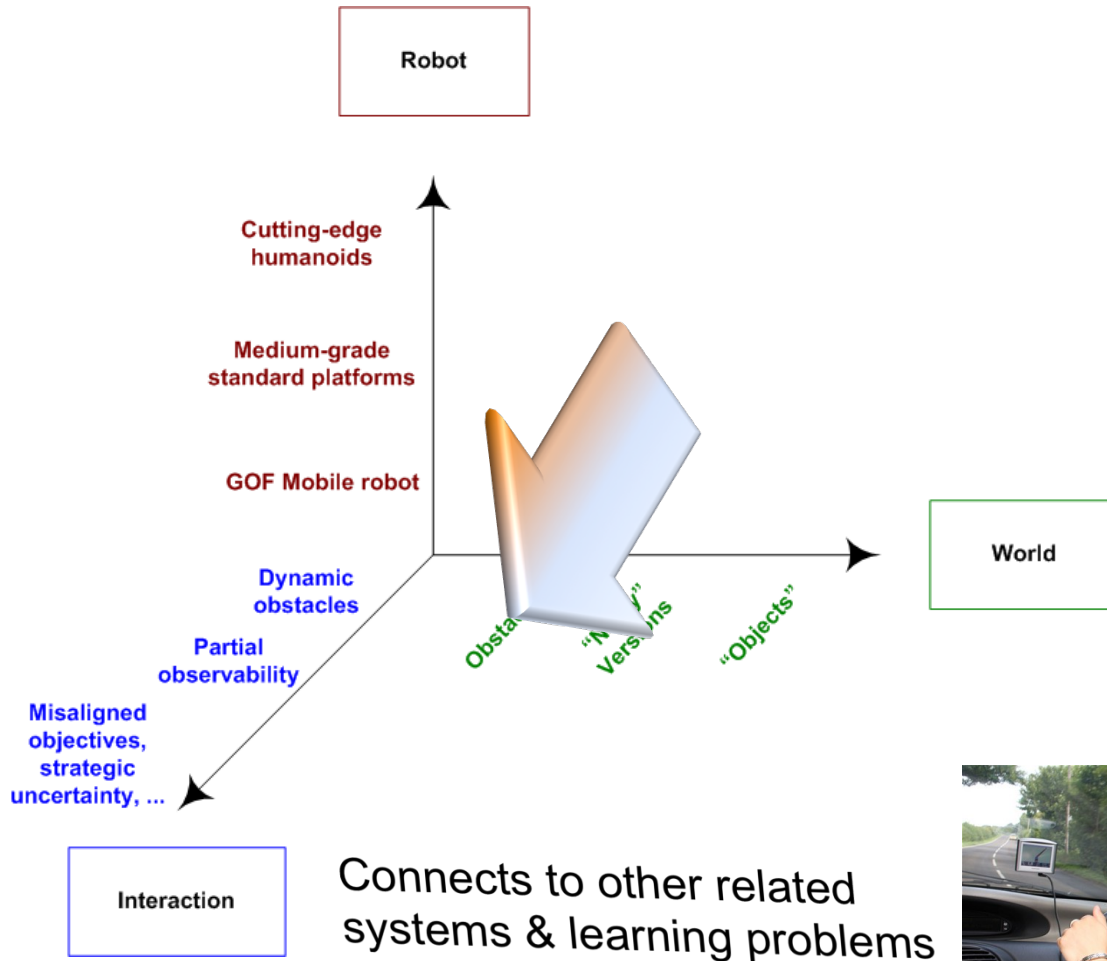 Robot
Cutting-edge
humanoids
Medium-grade
standard platforms
GOF Mobile robot
World
Dynamic
obstacles
Partial
observability
Misaligned
objectives,
strategic
uncertainty, ...
"Objects"
Interaction
Connects to other related
systems & learning problems